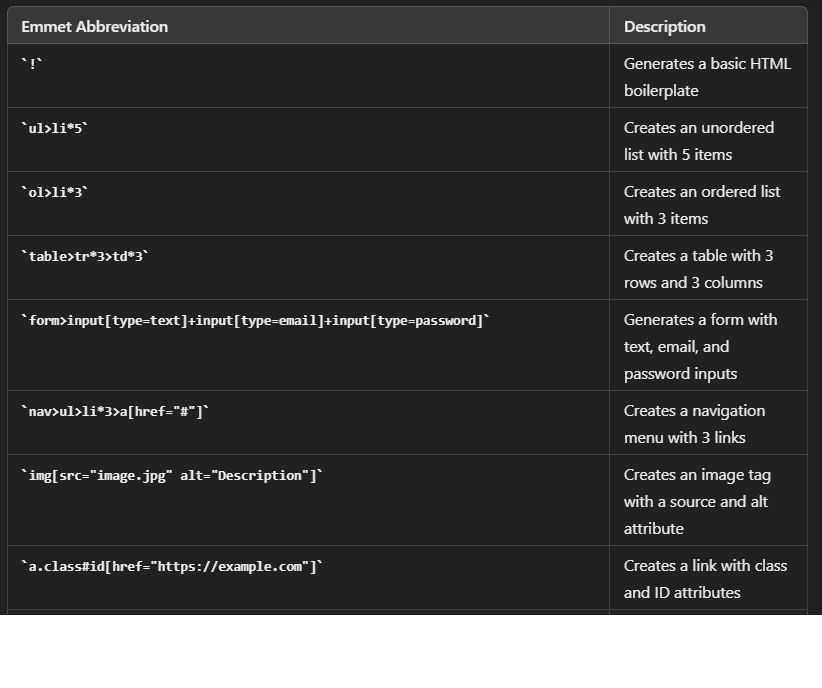 Emmet Abbreviation Description
`!` Generates a basic HTML
boilerplate
`ul>li*5` Creates an unordered
list with 5 items
`ol>li*3` Creates an ordered list
with 3 items
`table>tr*3>td*3` Creates a table with 3
rows and 3 columns
`form>input[type=text]+input[type=email]+input[type=password]` Generates a form with
text, email, and
password inputs
`nav>ul>li*3>a[href="#"]` Creates a navigation
menu with 3 links
`img[src="image.jpg" alt="Description"]` Creates an image tag
with a source and alt
attribute
`a.class#id[href="https://example.com"]` Creates a link with class
and ID attributes